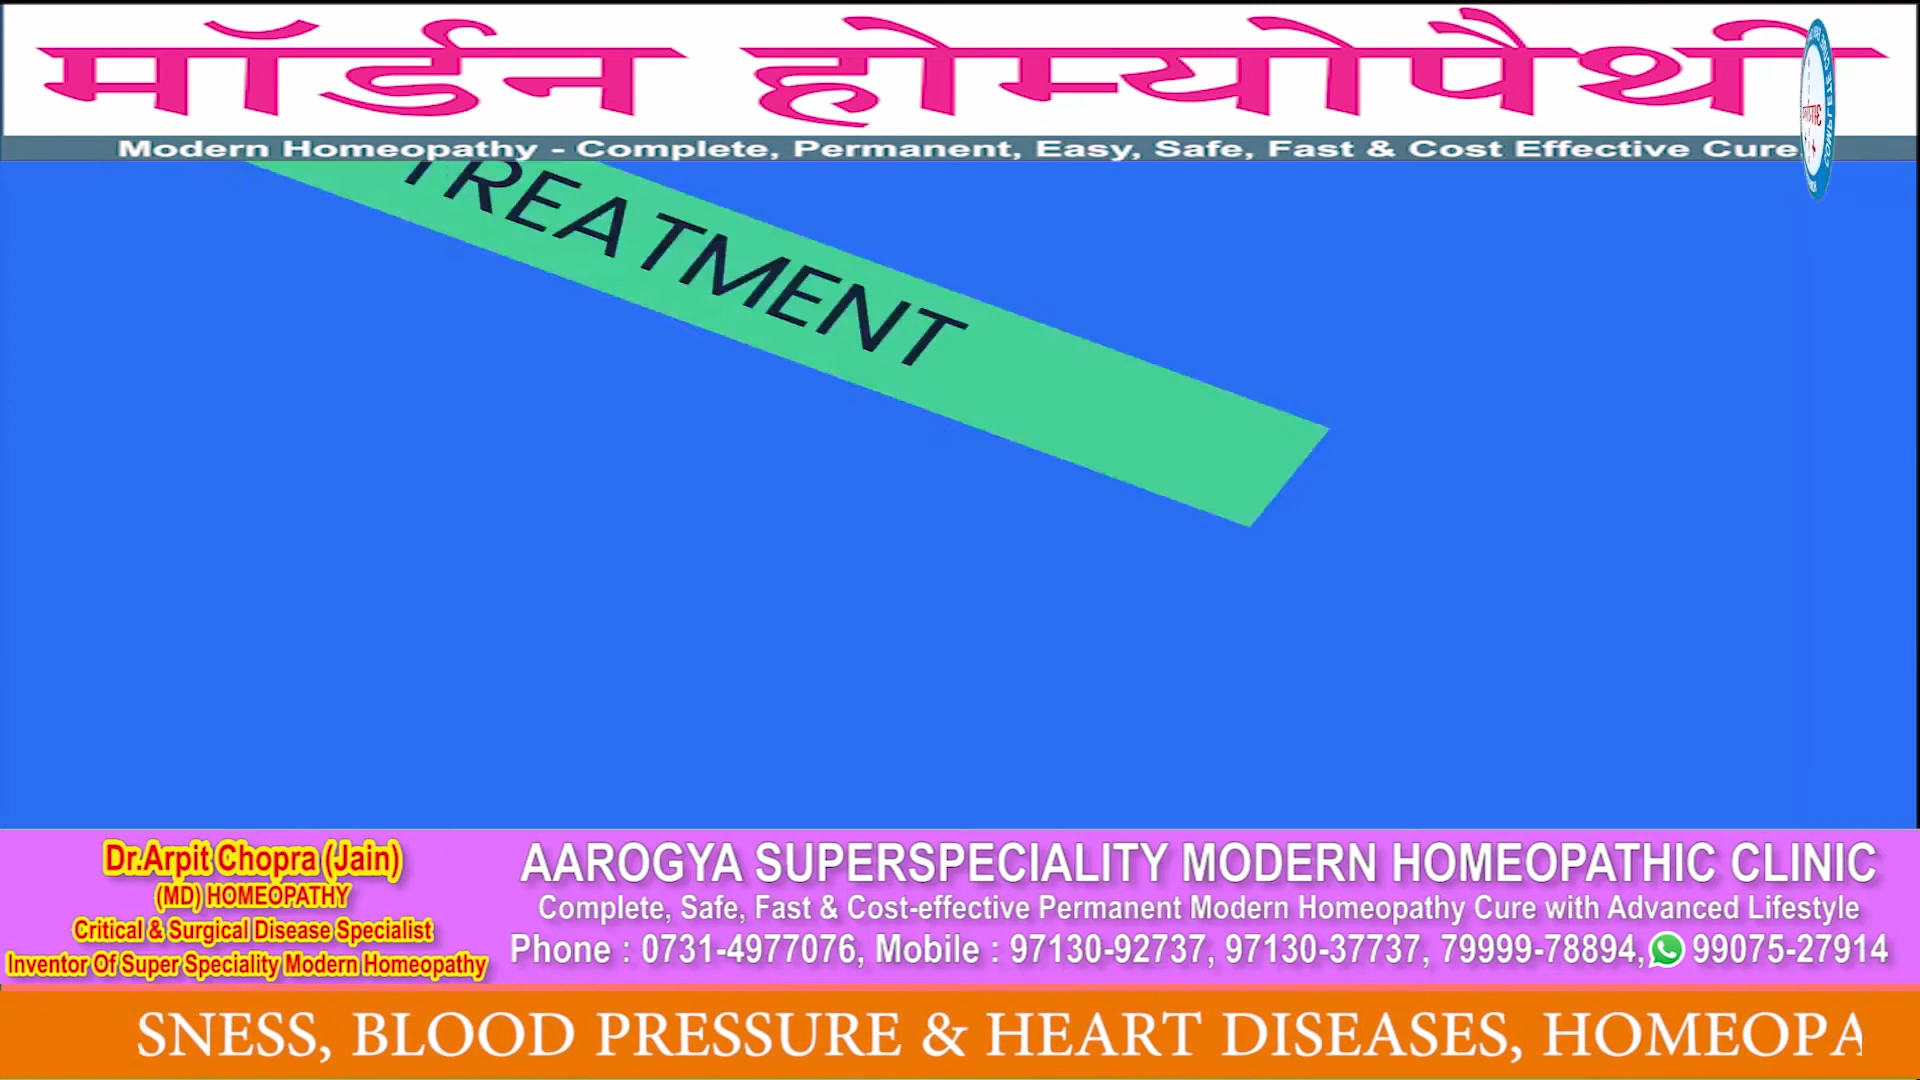 मॉर्डन होम्योपैथी
Modern Homeopathy - Complete, Permanent, Easy, Safe, Fast & Cost Effective Cure
TREATMENT
Dr.Arpit Chopra (Jain)
(MD) HOMEOPATHY
Critical & Surgical Disease Specialist
Inventor Of Super Speciality Modern Homeopathy
AAROGYA SUPERSPECIALITY MODERN HOMEOPATHIC CLINIC
Complete, Safe, Fast & Cost-effective Permanent Modern Homeopathy Cure with Advanced Lifestyle
Phone : 0731-4977076, Mobile : 97130-92737, 97130-37737, 79999-78894, 99075-27914
SNESS, BLOOD PRESSURE & HEART DISEASES, HOMEOPA